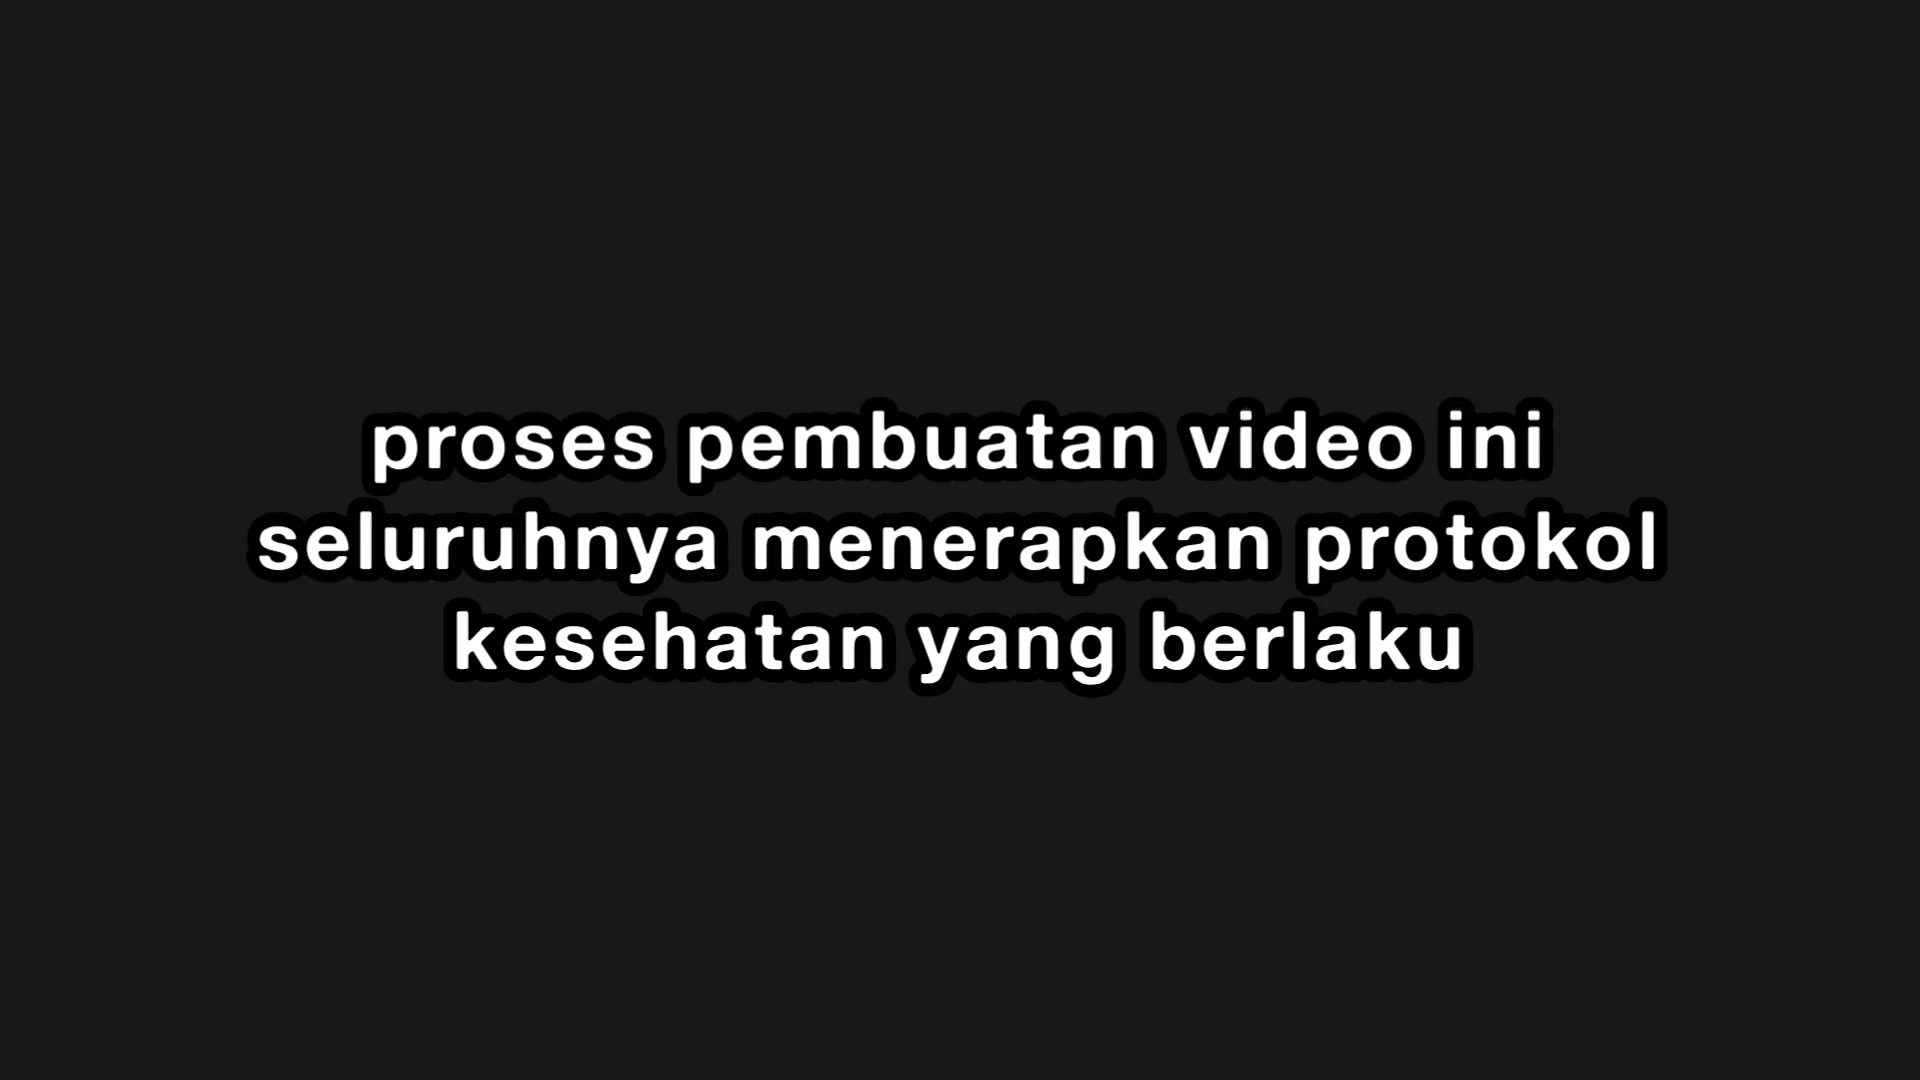 proses pembuatan video ini
seluruhnya menerapkan protokol
kesehatan yang berlaku